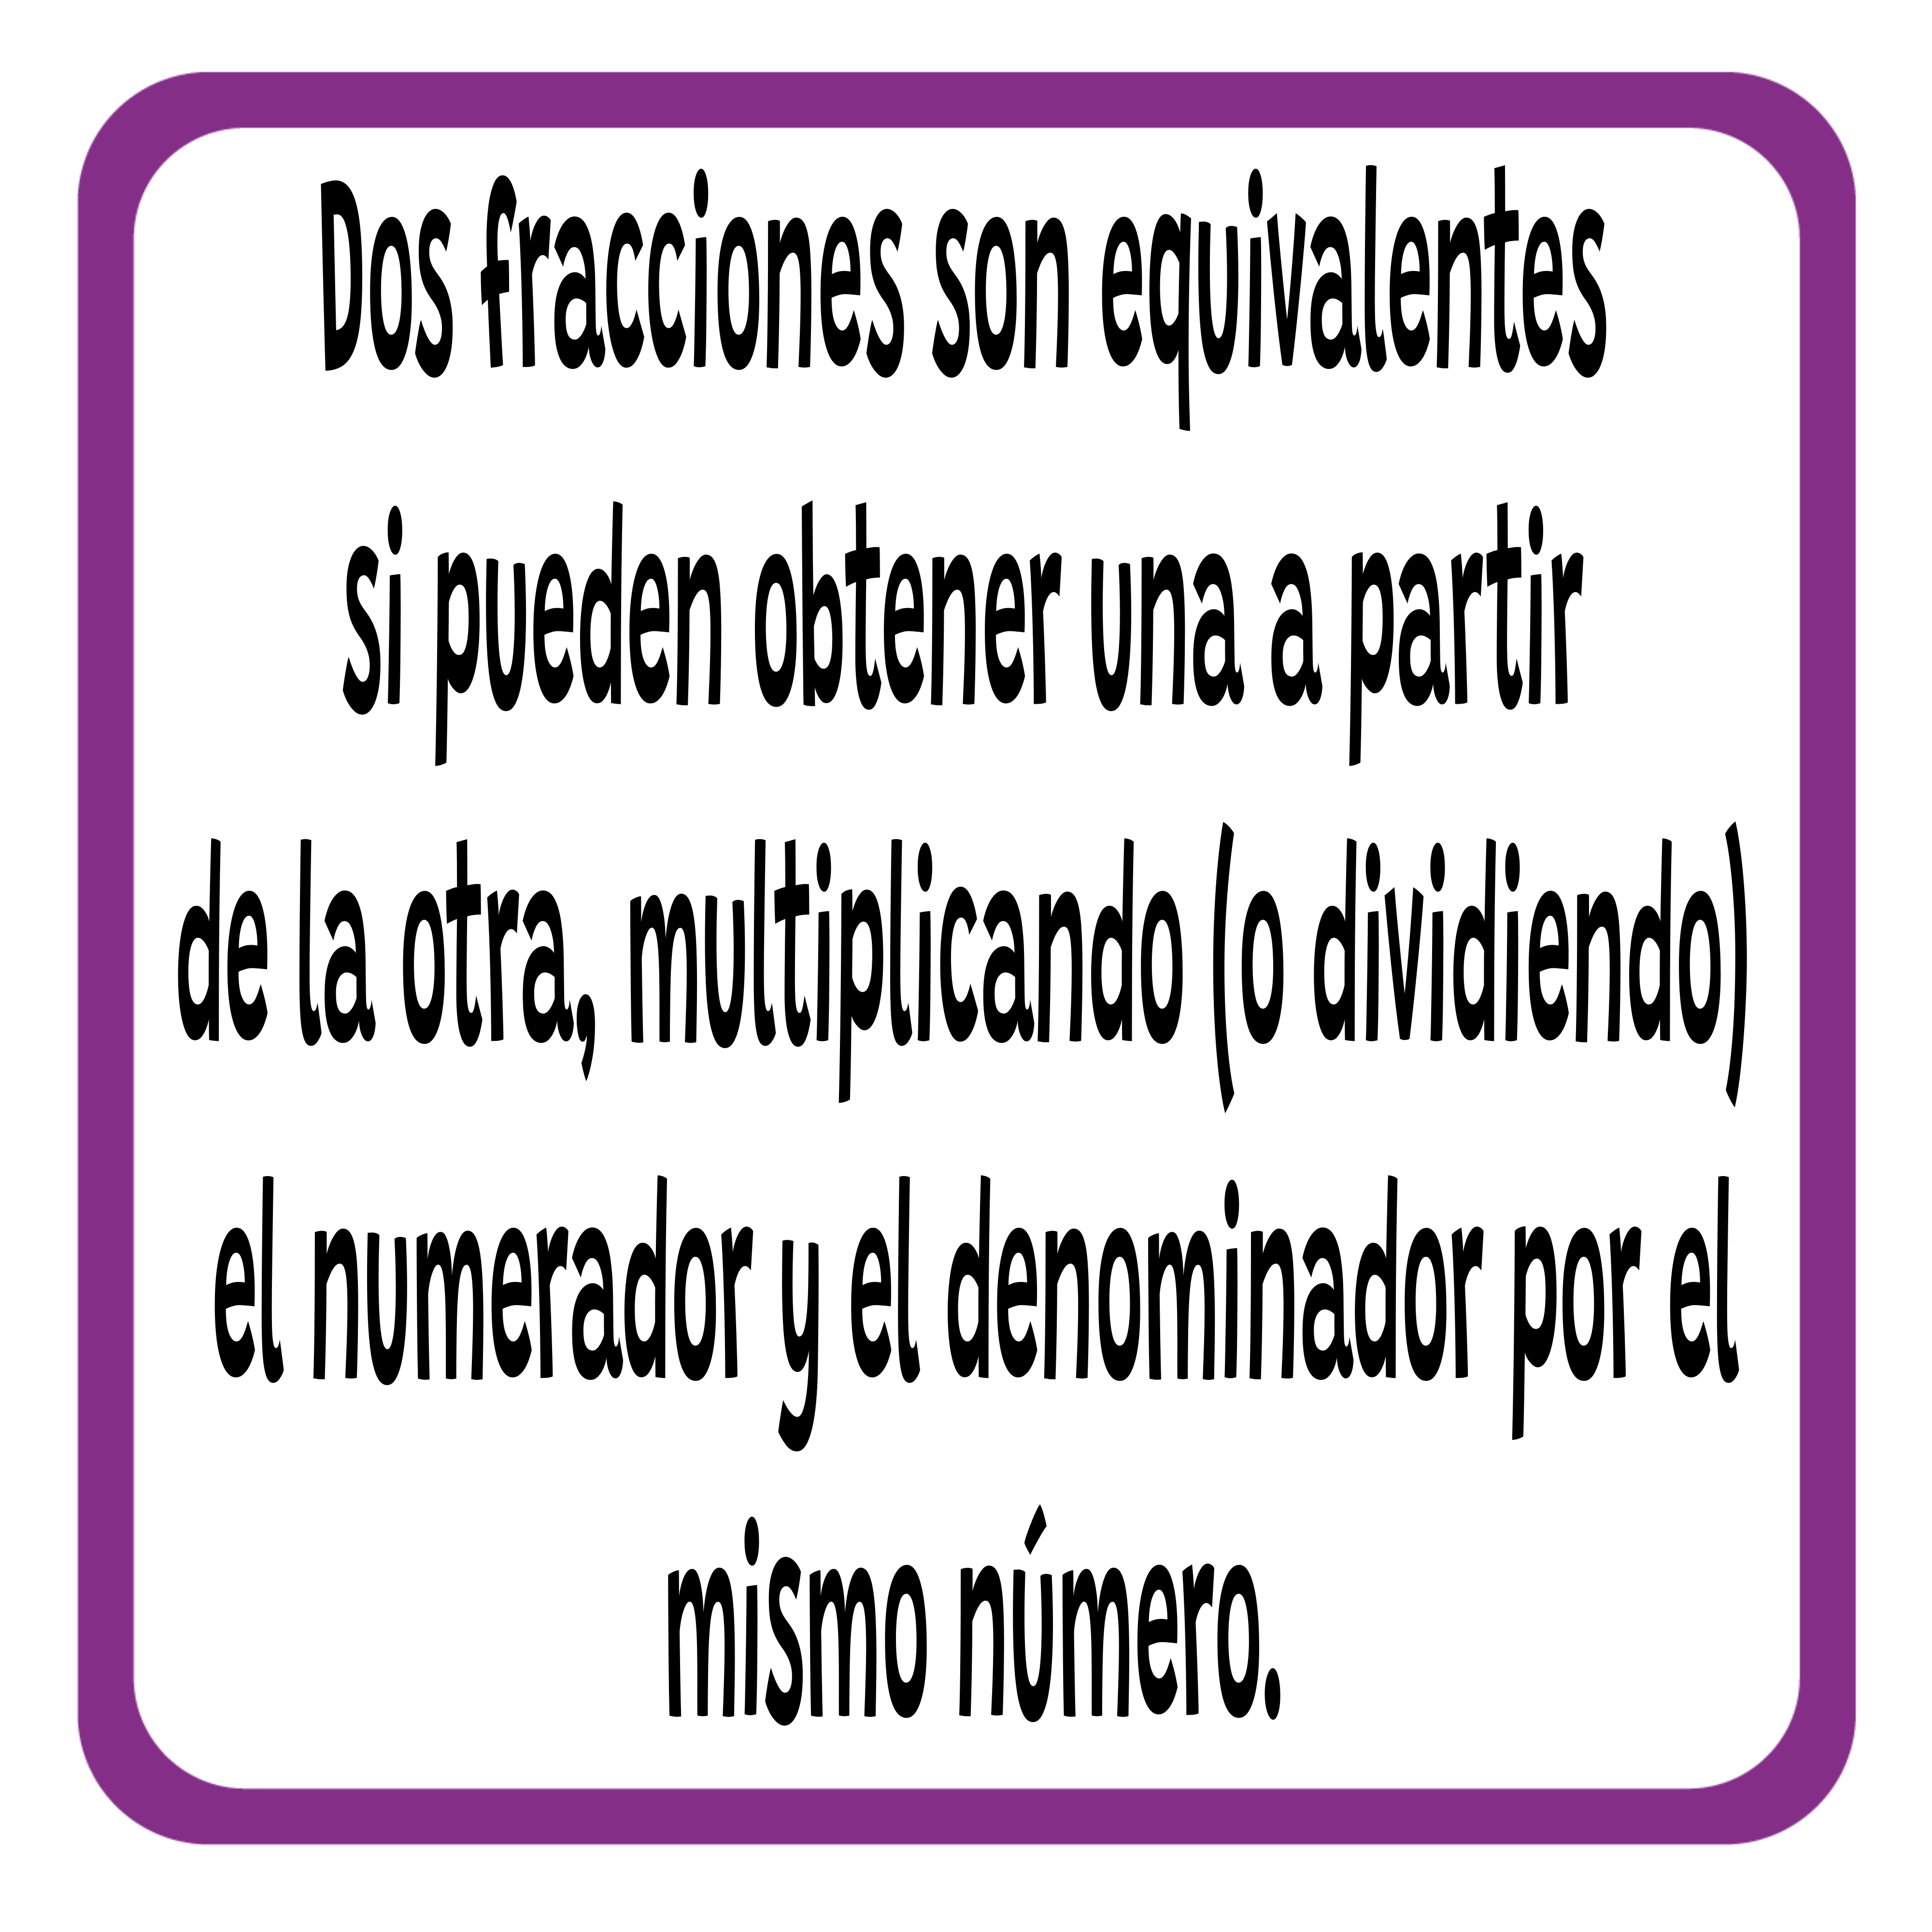 Dos fracciones son equivalentes
si pueden obtener una a partir
de la otra, multiplicando (o dividiendo)
el numerador y el denominador por el
mismo número.